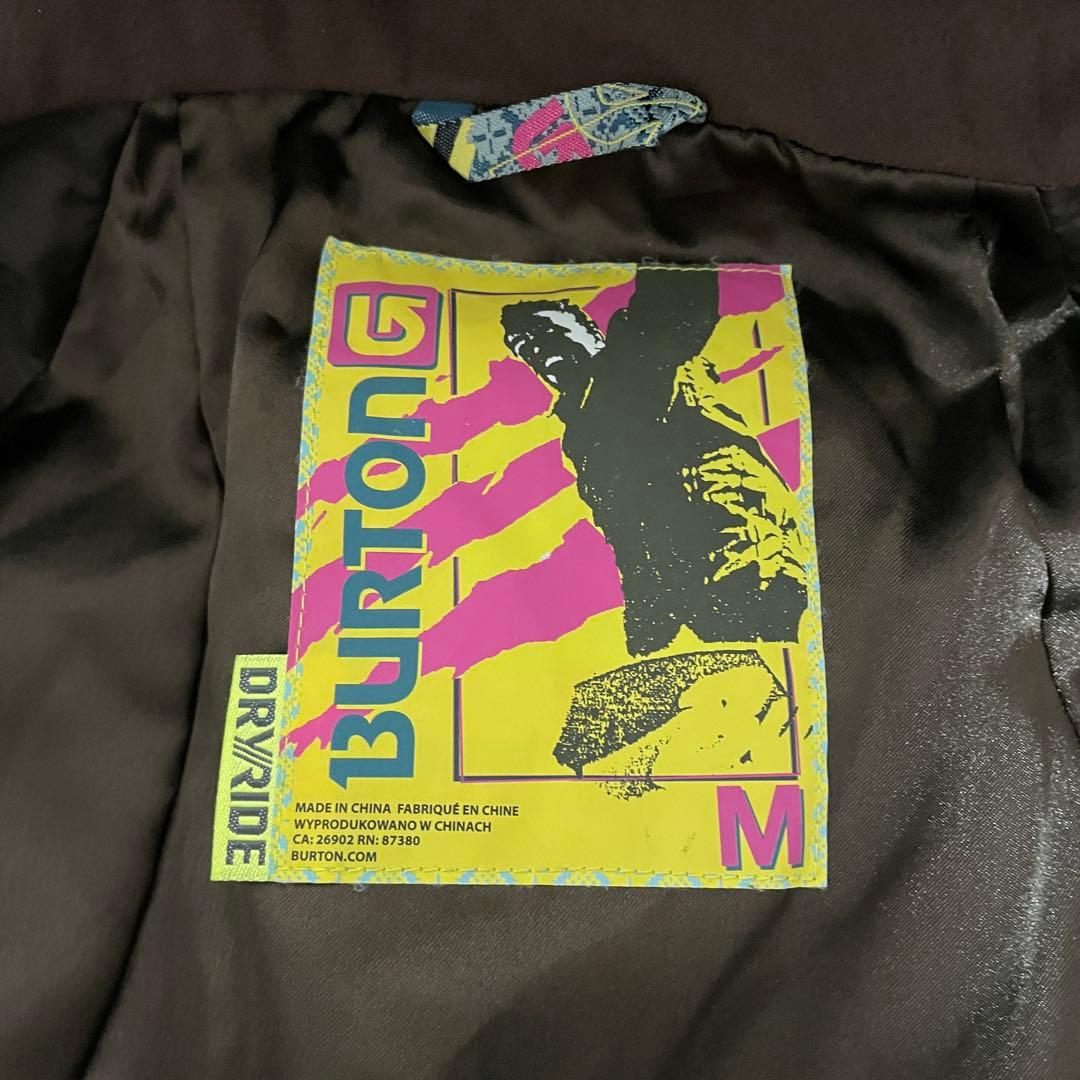 BURTON
DRY//RIDE
MADE IN CHINA FABRIQUÉ EN CHINE
WYPRODUKOWANO W CHINACH
CA: 26902 RN: 87380
BURTON.COM
M